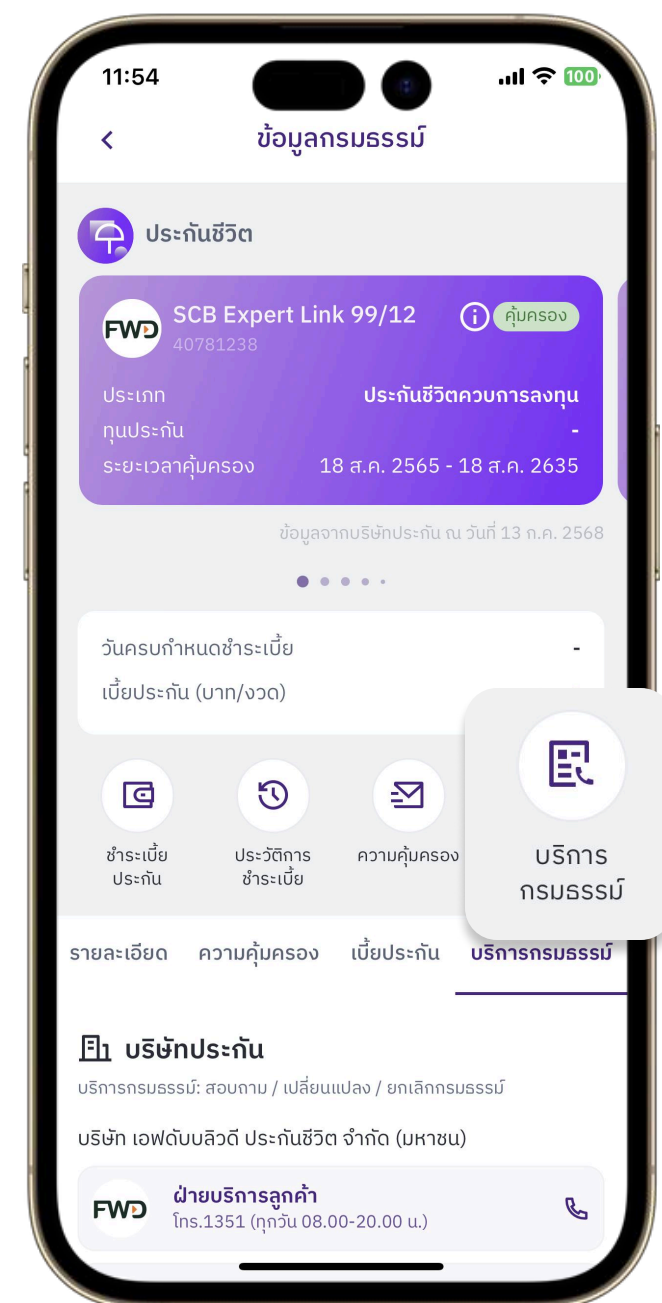 11:54
100
ข้อมูลกรมธรรม์
ประกันชีวิต
FWD
SCB Expert Link 99/12
คุ้มครอง
40781238
ประเภท
ประกันชีวิตควบการลงทุน
ทุนประกัน
-
ระยะเวลาคุ้มครอง
18 ส.ค. 2565 - 18 ส.ค. 2635
ข้อมูลจากบริษัทประกัน ณ วันที่ 13 ก.ค. 2568
วันครบกำหนดชำระเบี้ย
-
เบี้ยประกัน (บาท/งวด)
ชำระเบี้ย
ประกัน
ประวัติการ
ชำระเบี้ย
ความคุ้มครอง
บริการ
กรมธรรม์
รายละเอียด
ความคุ้มครอง
เบี้ยประกัน
บริการกรมธรรม์
บริษัทประกัน
บริการกรมธรรม์: สอบถาม / เปลี่ยนแปลง / ยกเลิกกรมธรรม์
บริษัท เอฟดับบลิวดี ประกันชีวิต จำกัด (มหาชน)
FWD
ฝ่ายบริการลูกค้า
โทร.1351 (ทุกวัน 08.00-20.00 น.)